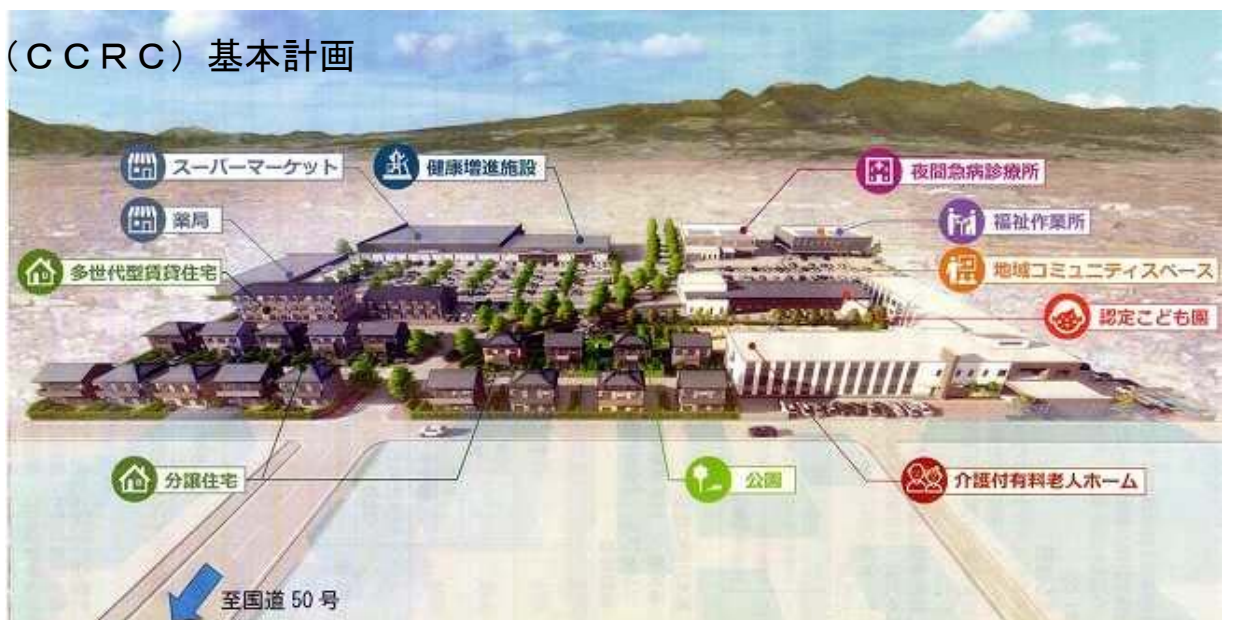 （ＣＣＲＣ）基本計画
スーパーマーケット
健康増進施設
夜間急病診療所
薬局
福祉作業所
多世代型賃貸住宅
地域コミュニティスペース
認定こども園
分譲住宅
公園
介護付有料老人ホーム
至国道 50 号